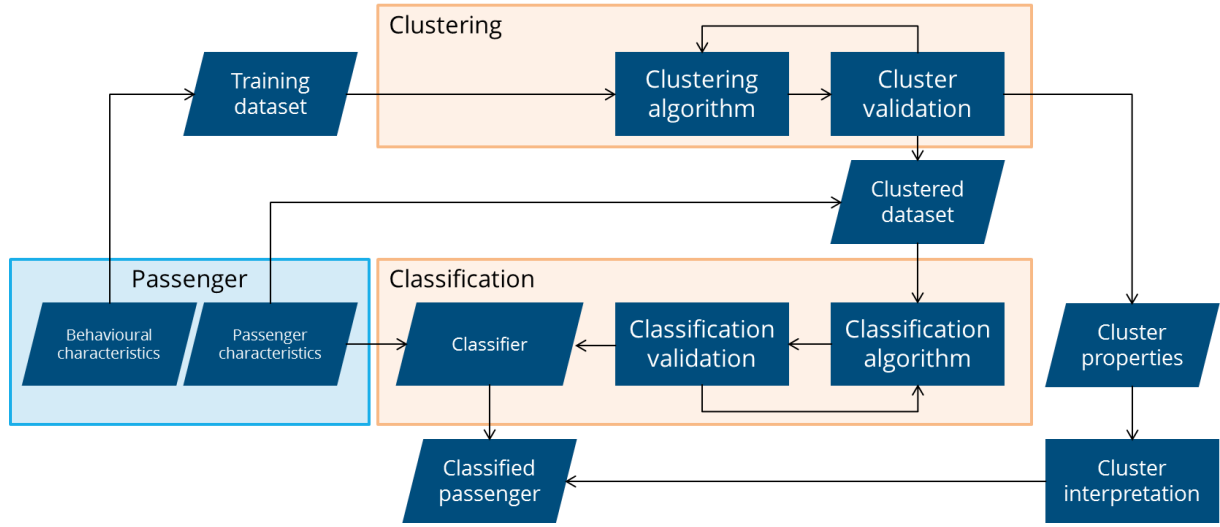 Clustering
Training
dataset
Clustering
algorithm
Cluster
validation
Clustered
dataset
Passenger
Behavioural
characteristics
Passenger
characteristics
Classification
Classifier
Classification
validation
Classification
algorithm
Cluster
properties
Classified
passenger
Cluster
interpretation